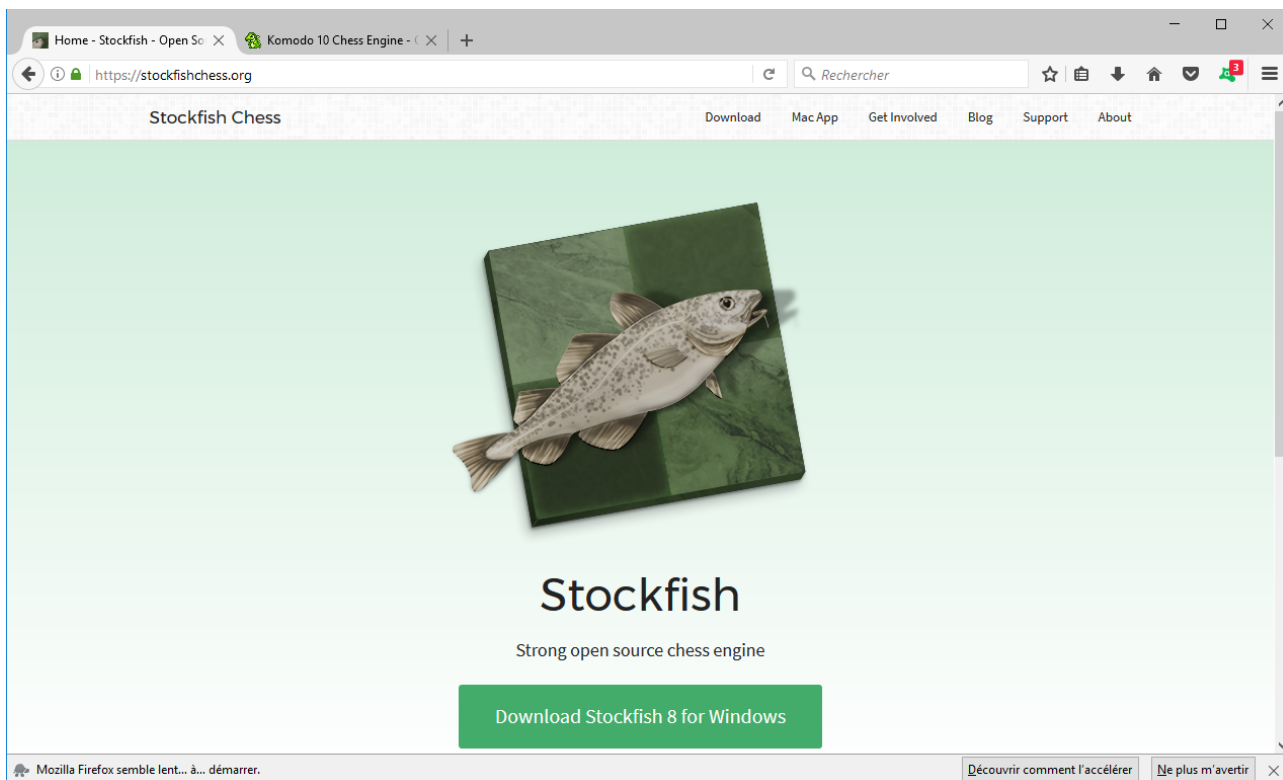 Home - Stockfish - Open So
Komodo 10 Chess Engine - (
https://stockfishchess.org
Rechercher
3
Stockfish Chess
Download Mac App Get Involved Blog Support About
Stockfish
Strong open source chess engine
Download Stockfish 8 for Windows
Mozilla Firefox semble lent... à... démarrer.
Découvrir comment l'accélérer
Ne plus m'avertir